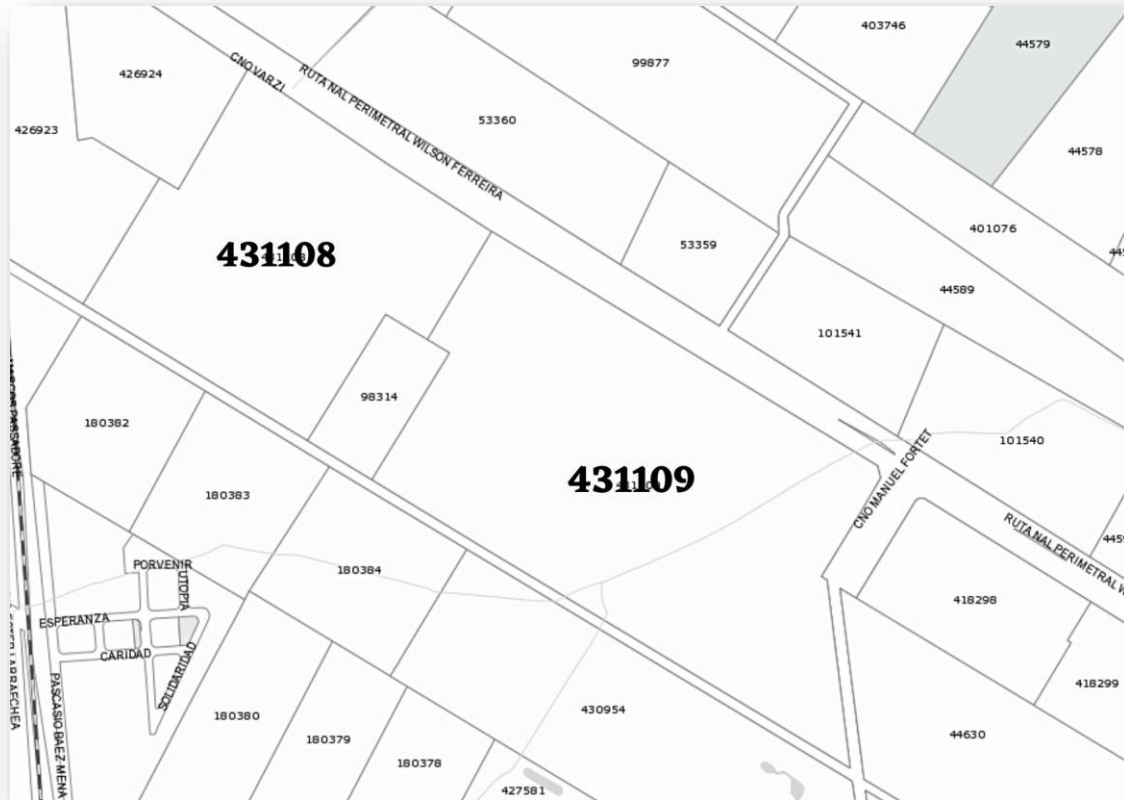 403746
44579
CNO VARZI
RUTA NAL PERIMETRAL WILSON FERREIRA
99877
426924
53360
426923
44578
401076
431108
53359
44589
101541
98314
180382
101540
CNO MANUEL FORTET
431109
180383
RUTA NAL PERIMETRAL W
PORVENIR
UTOPIA
180384
418298
ESPERANZA
CARIDAD
SOLIDARIDAD
418299
PASCASIO BAEZ MENA
180380
430954
180379
44630
180378
427581